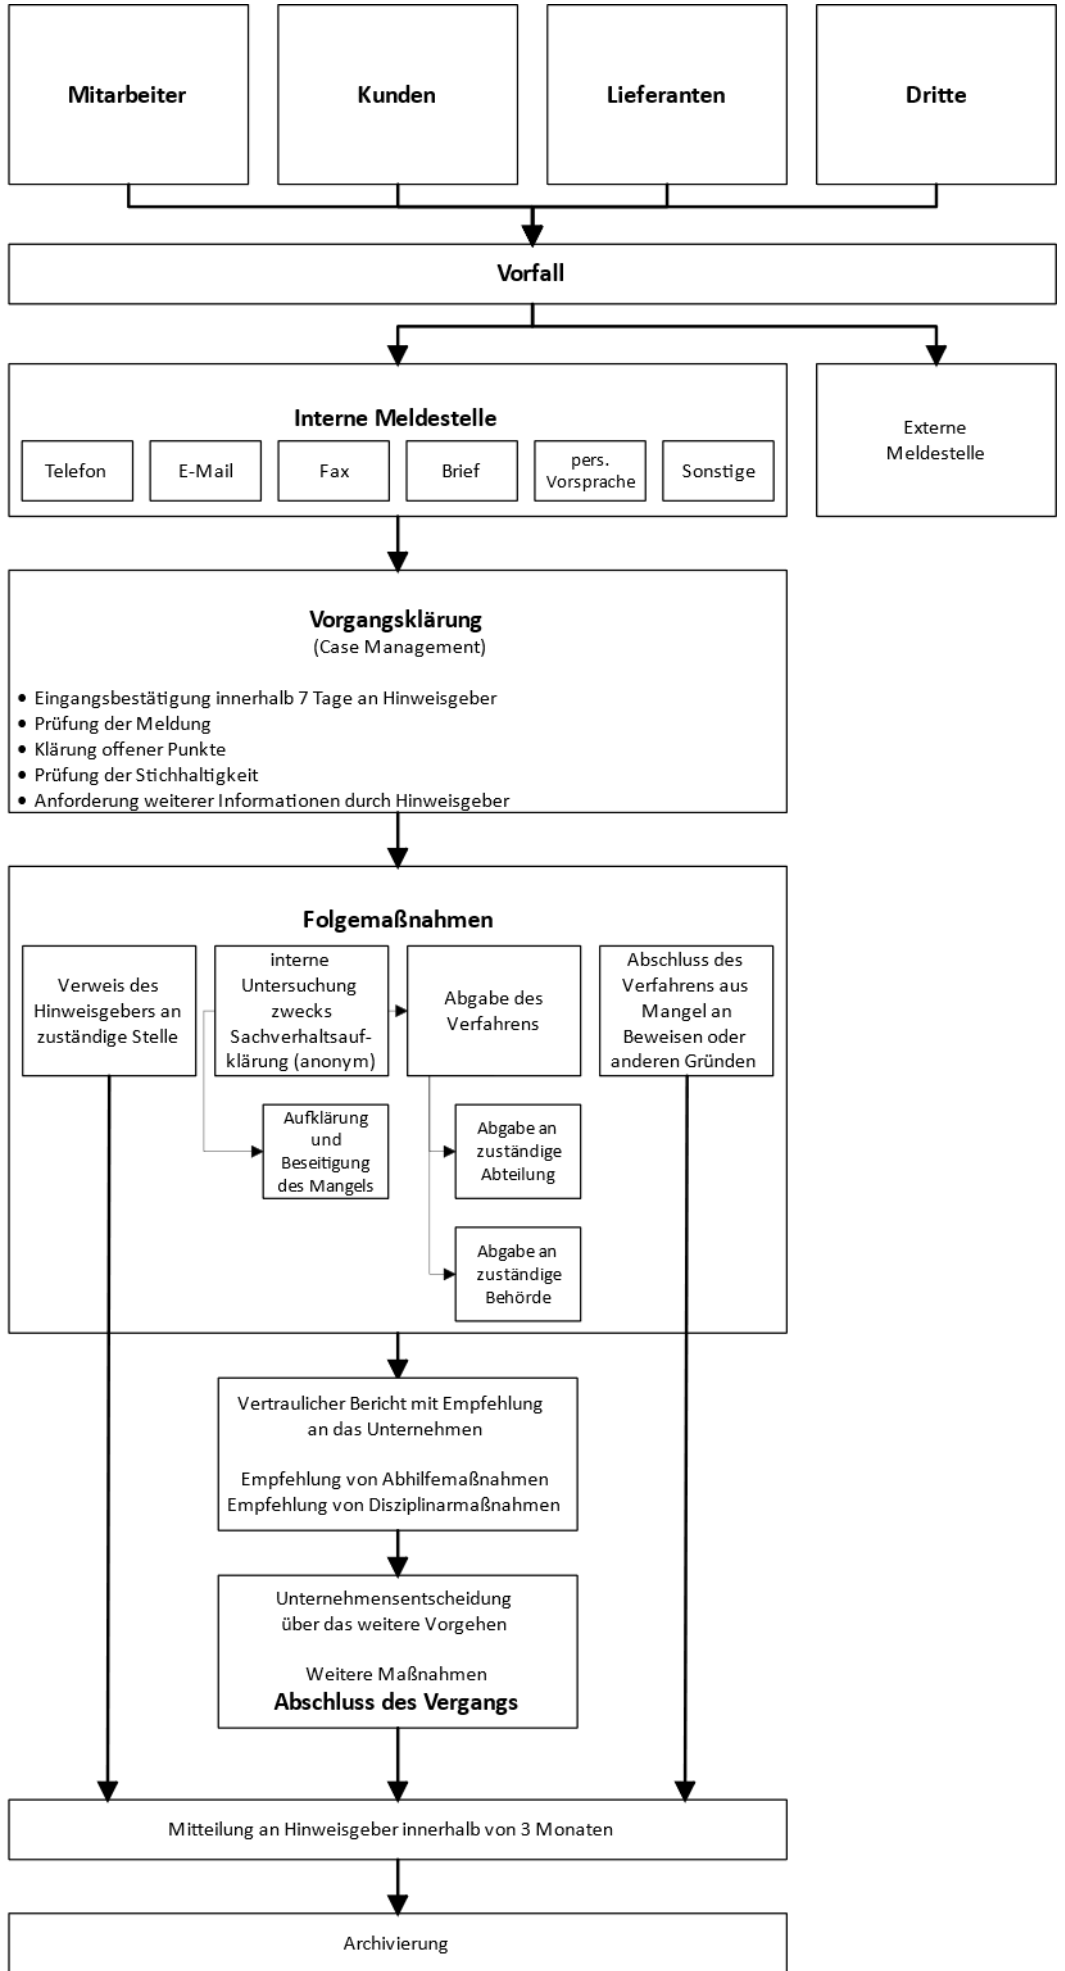 Mitarbeiter
Kunden
Lieferanten
Dritte
Vorfall
Interne Meldestelle
Telefon
E-Mail
Fax
Brief
pers.
Vorsprache
Sonstige
Externe
Meldestelle
Vorgangsklärung
(Case Management)
• Eingangsbestätigung innerhalb 7 Tage an Hinweisgeber
• Prüfung der Meldung
• Klärung offener Punkte
• Prüfung der Stichhaltigkeit
• Anforderung weiterer Informationen durch Hinweisgeber
Folgemaßnahmen
Verweis des
Hinweisgebers an
zuständige Stelle
interne
Untersuchung
zwecks
Sachverhaltsauf-
klärung (anonym)
Abgabe des
Verfahrens
Abschluss des
Verfahrens aus
Mangel an
Beweisen oder
anderen Gründen
Aufklärung
und
Beseitigung
des Mangels
Abgabe an
zuständige
Abteilung
Abgabe an
zuständige
Behörde
Vertraulicher Bericht mit Empfehlung
an das Unternehmen
Empfehlung von Abhilfemaßnahmen
Empfehlung von Disziplinarmaßnahmen
Unternehmensentscheidung
über das weitere Vorgehen
Weitere Maßnahmen
Abschluss des Vergangs
Mitteilung an Hinweisgeber innerhalb von 3 Monaten
Archivierung